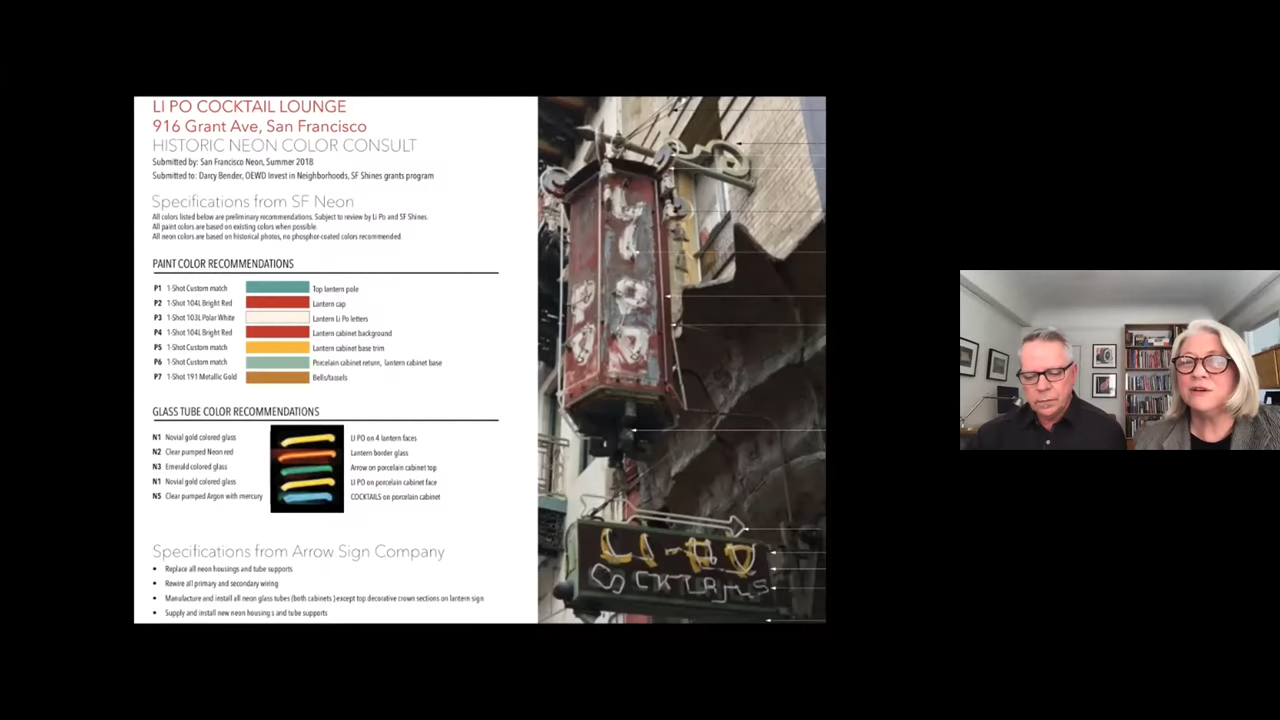 LI PO COCKTAIL LOUNGE
916 Grant Ave, San Francisco
HISTORIC NEON COLOR CONSULT
Submitted by: San Francisco Neon, Summer 2018
Submitted to: Darcy Bender, OEWD Invest in Neighborhoods, SF Shines grants program
Specifications from SF Neon
All colors listed below are preliminary recommendations. Subject to review by Li Po and SF Shines.
All paint colors are based on existing colors when possible.
All neon colors are based on historical photos, no phosphor-coated colors recommended.
PAINT COLOR RECOMMENDATIONS
P1 1-Shot Custom match Top lantern pole
P2 1-Shot 104L Bright Red Lantern cap
P3 1-Shot 103L Polar White Lantern Li Po letters
P4 1-Shot 104L Bright Red Lantern cabinet background
P5 1-Shot Custom match Lantern cabinet base trim
P6 1-Shot Custom match Porcelain cabinet return, lantern cabinet base
P7 1-Shot 191 Metallic Gold Bells/tassels
GLASS TUBE COLOR RECOMMENDATIONS
N1 Novial gold colored glass LI PO on 4 lantern faces
N2 Clear pumped Neon red Lantern border glass
N3 Emerald colored glass Arrow on porcelain cabinet top
N1 Novial gold colored glass LI PO on porcelain cabinet face
N5 Clear pumped Argon with mercury COCKTAILS on porcelain cabinet
Specifications from Arrow Sign Company
• Replace all neon housings and tube supports
• Rewire all primary and secondary wiring
• Manufacture and install all neon glass tubes (both cabinets ) except top decorative crown sections on lantern sign
• Supply and install new neon housing s and tube supports
LI PO
LI PO
LI-PO
COCKTAILS